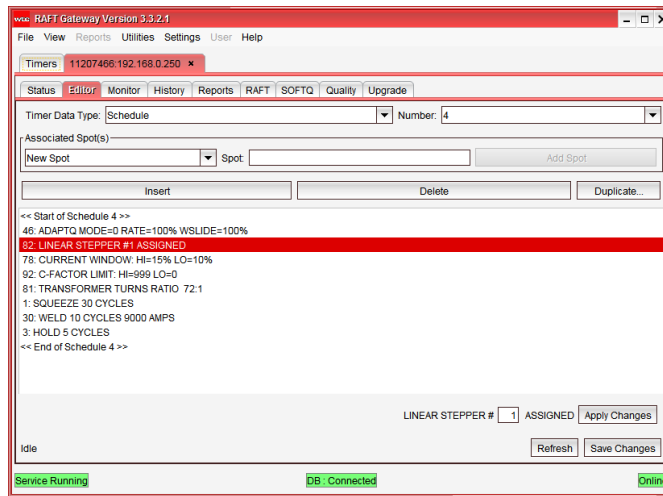 wtc RAFT Gateway Version 3.3.2.1
File View Reports Utilities Settings User Help
Timers 11207466:192.168.0.250 ×
Status Editor Monitor History Reports RAFT SOFTQ Quality Upgrade
Timer Data Type: Schedule Number: 4
Associated Spot(s)
New Spot Spot: Add Spot
Insert Delete Duplicate...
<< Start of Schedule 4 >>
46: ADAPTQ MODE=0 RATE=100% WSLIDE=100%
82: LINEAR STEPPER #1 ASSIGNED
78: CURRENT WINDOW: HI=15% LO=10%
92: C-FACTOR LIMIT: HI=999 LO=0
81: TRANSFORMER TURNS RATIO 72:1
1: SQUEEZE 30 CYCLES
30: WELD 10 CYCLES 9000 AMPS
3: HOLD 5 CYCLES
<< End of Schedule 4 >>
LINEAR STEPPER # 1 ASSIGNED Apply Changes
Idle Refresh Save Changes
Service Running DB : Connected Online